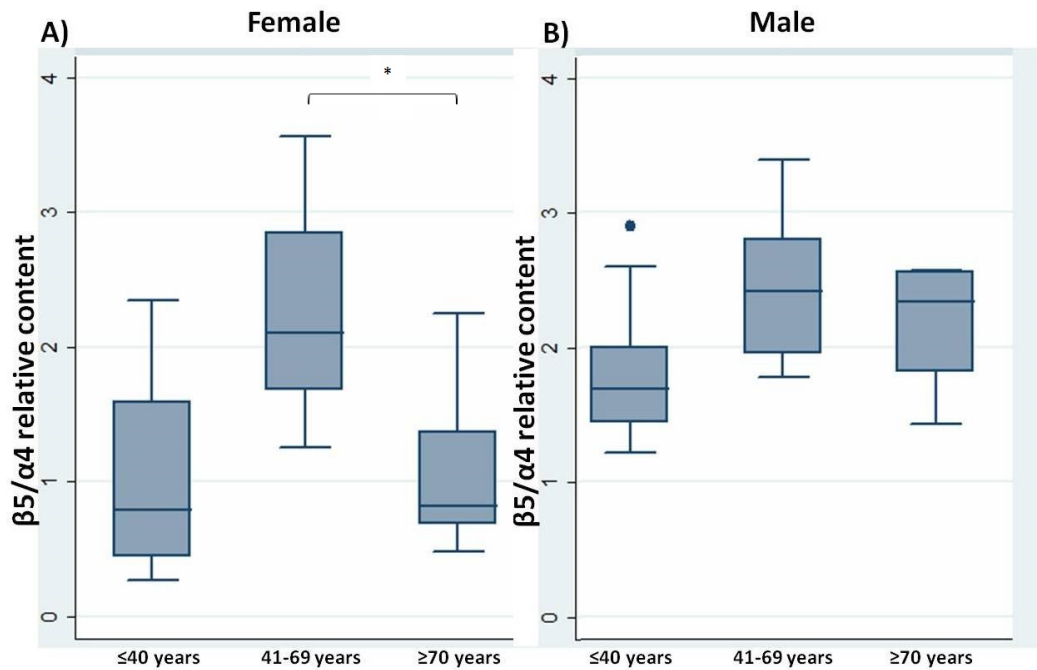 A)
Female
*
β5/α4 relative content
4
3
2
1
0
≤40 years
41-69 years
≥70 years
B)
Male
β5/α4 relative content
4
3
2
1
0
≤40 years
41-69 years
≥70 years